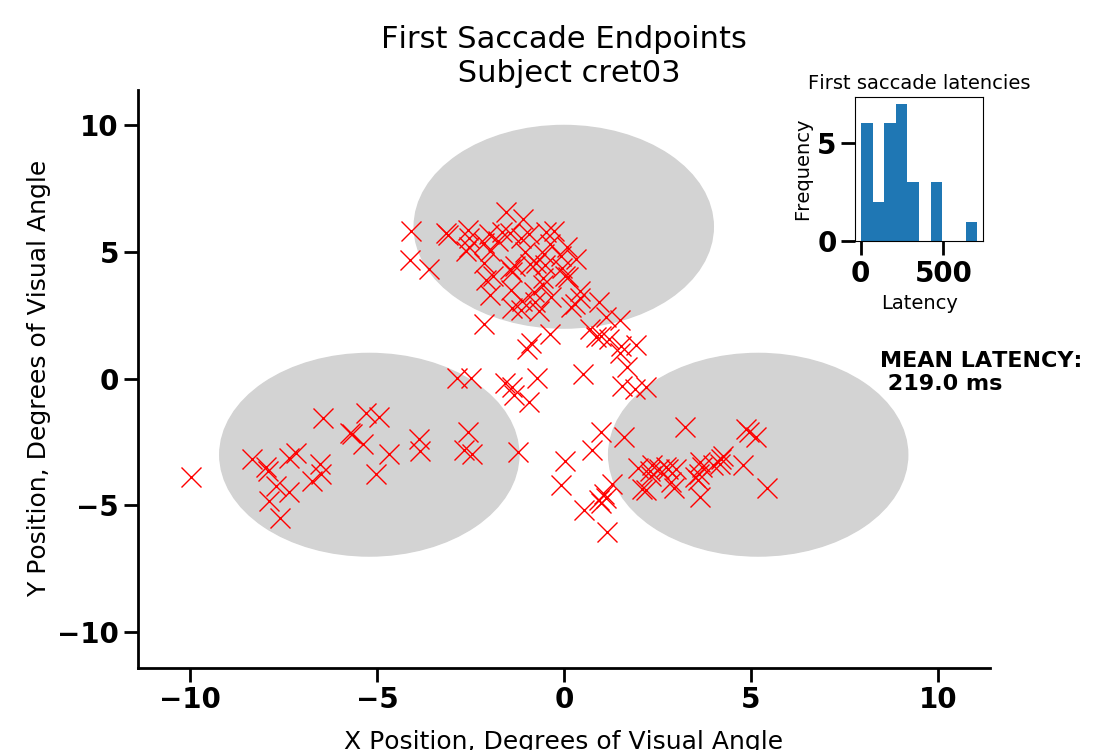 First Saccade Endpoints
Subject cret03
First saccade latencies
Frequency
5
0
0 500
Latency
MEAN LATENCY:
219.0 ms
Y Position, Degrees of Visual Angle
10
5
0
−5
−10
−10 −5 0 5 10
X Position, Degrees of Visual Angle